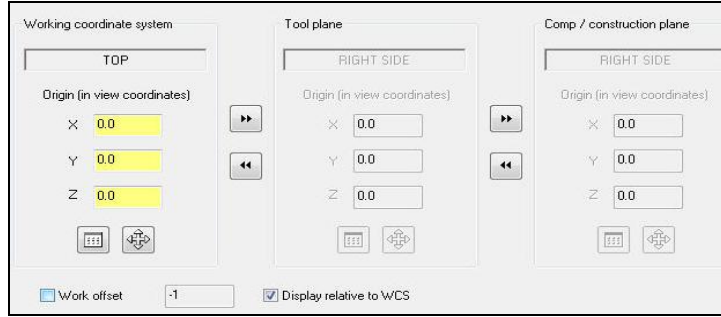 Working coordinate system Tool plane Comp / construction plane
TOP RIGHT SIDE RIGHT SIDE
Origin (in view coordinates) Origin (in view coordinates) Origin (in view coordinates)
X 0.0 X 0.0 X 0.0
Y 0.0 Y 0.0 Y 0.0
Z 0.0 Z 0.0 Z 0.0
Work offset -1 Display relative to WCS